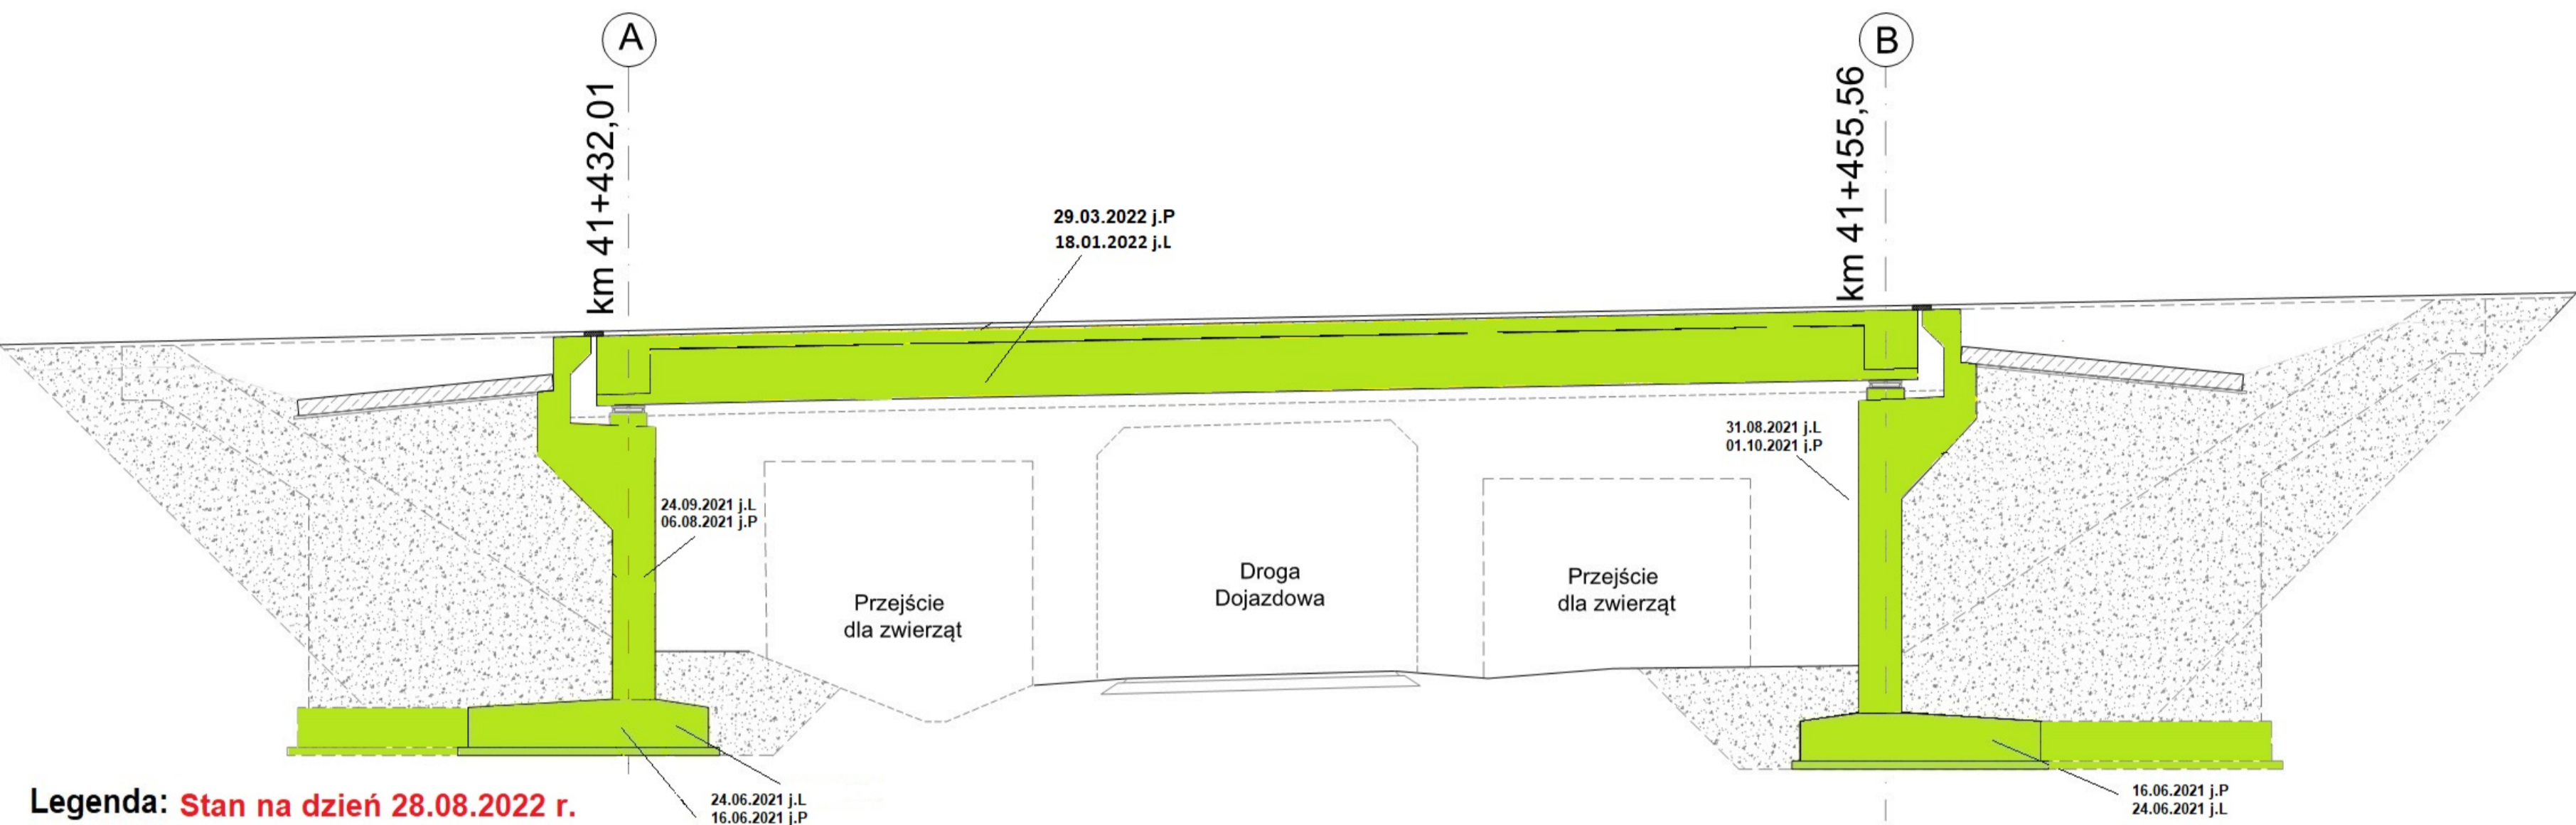 A
B
km 41+432,01
km 41+455,56
29.03.2022 j.P
18.01.2022 j.L
31.08.2021 j.L
01.10.2021 j.P
24.09.2021 j.L
06.08.2021 j.P
Przejście
dla zwierząt
Droga
Dojazdowa
Przejście
dla zwierząt
24.06.2021 j.L
16.06.2021 j.P
16.06.2021 j.P
24.06.2021 j.L
Legenda: Stan na dzień 28.08.2022 r.